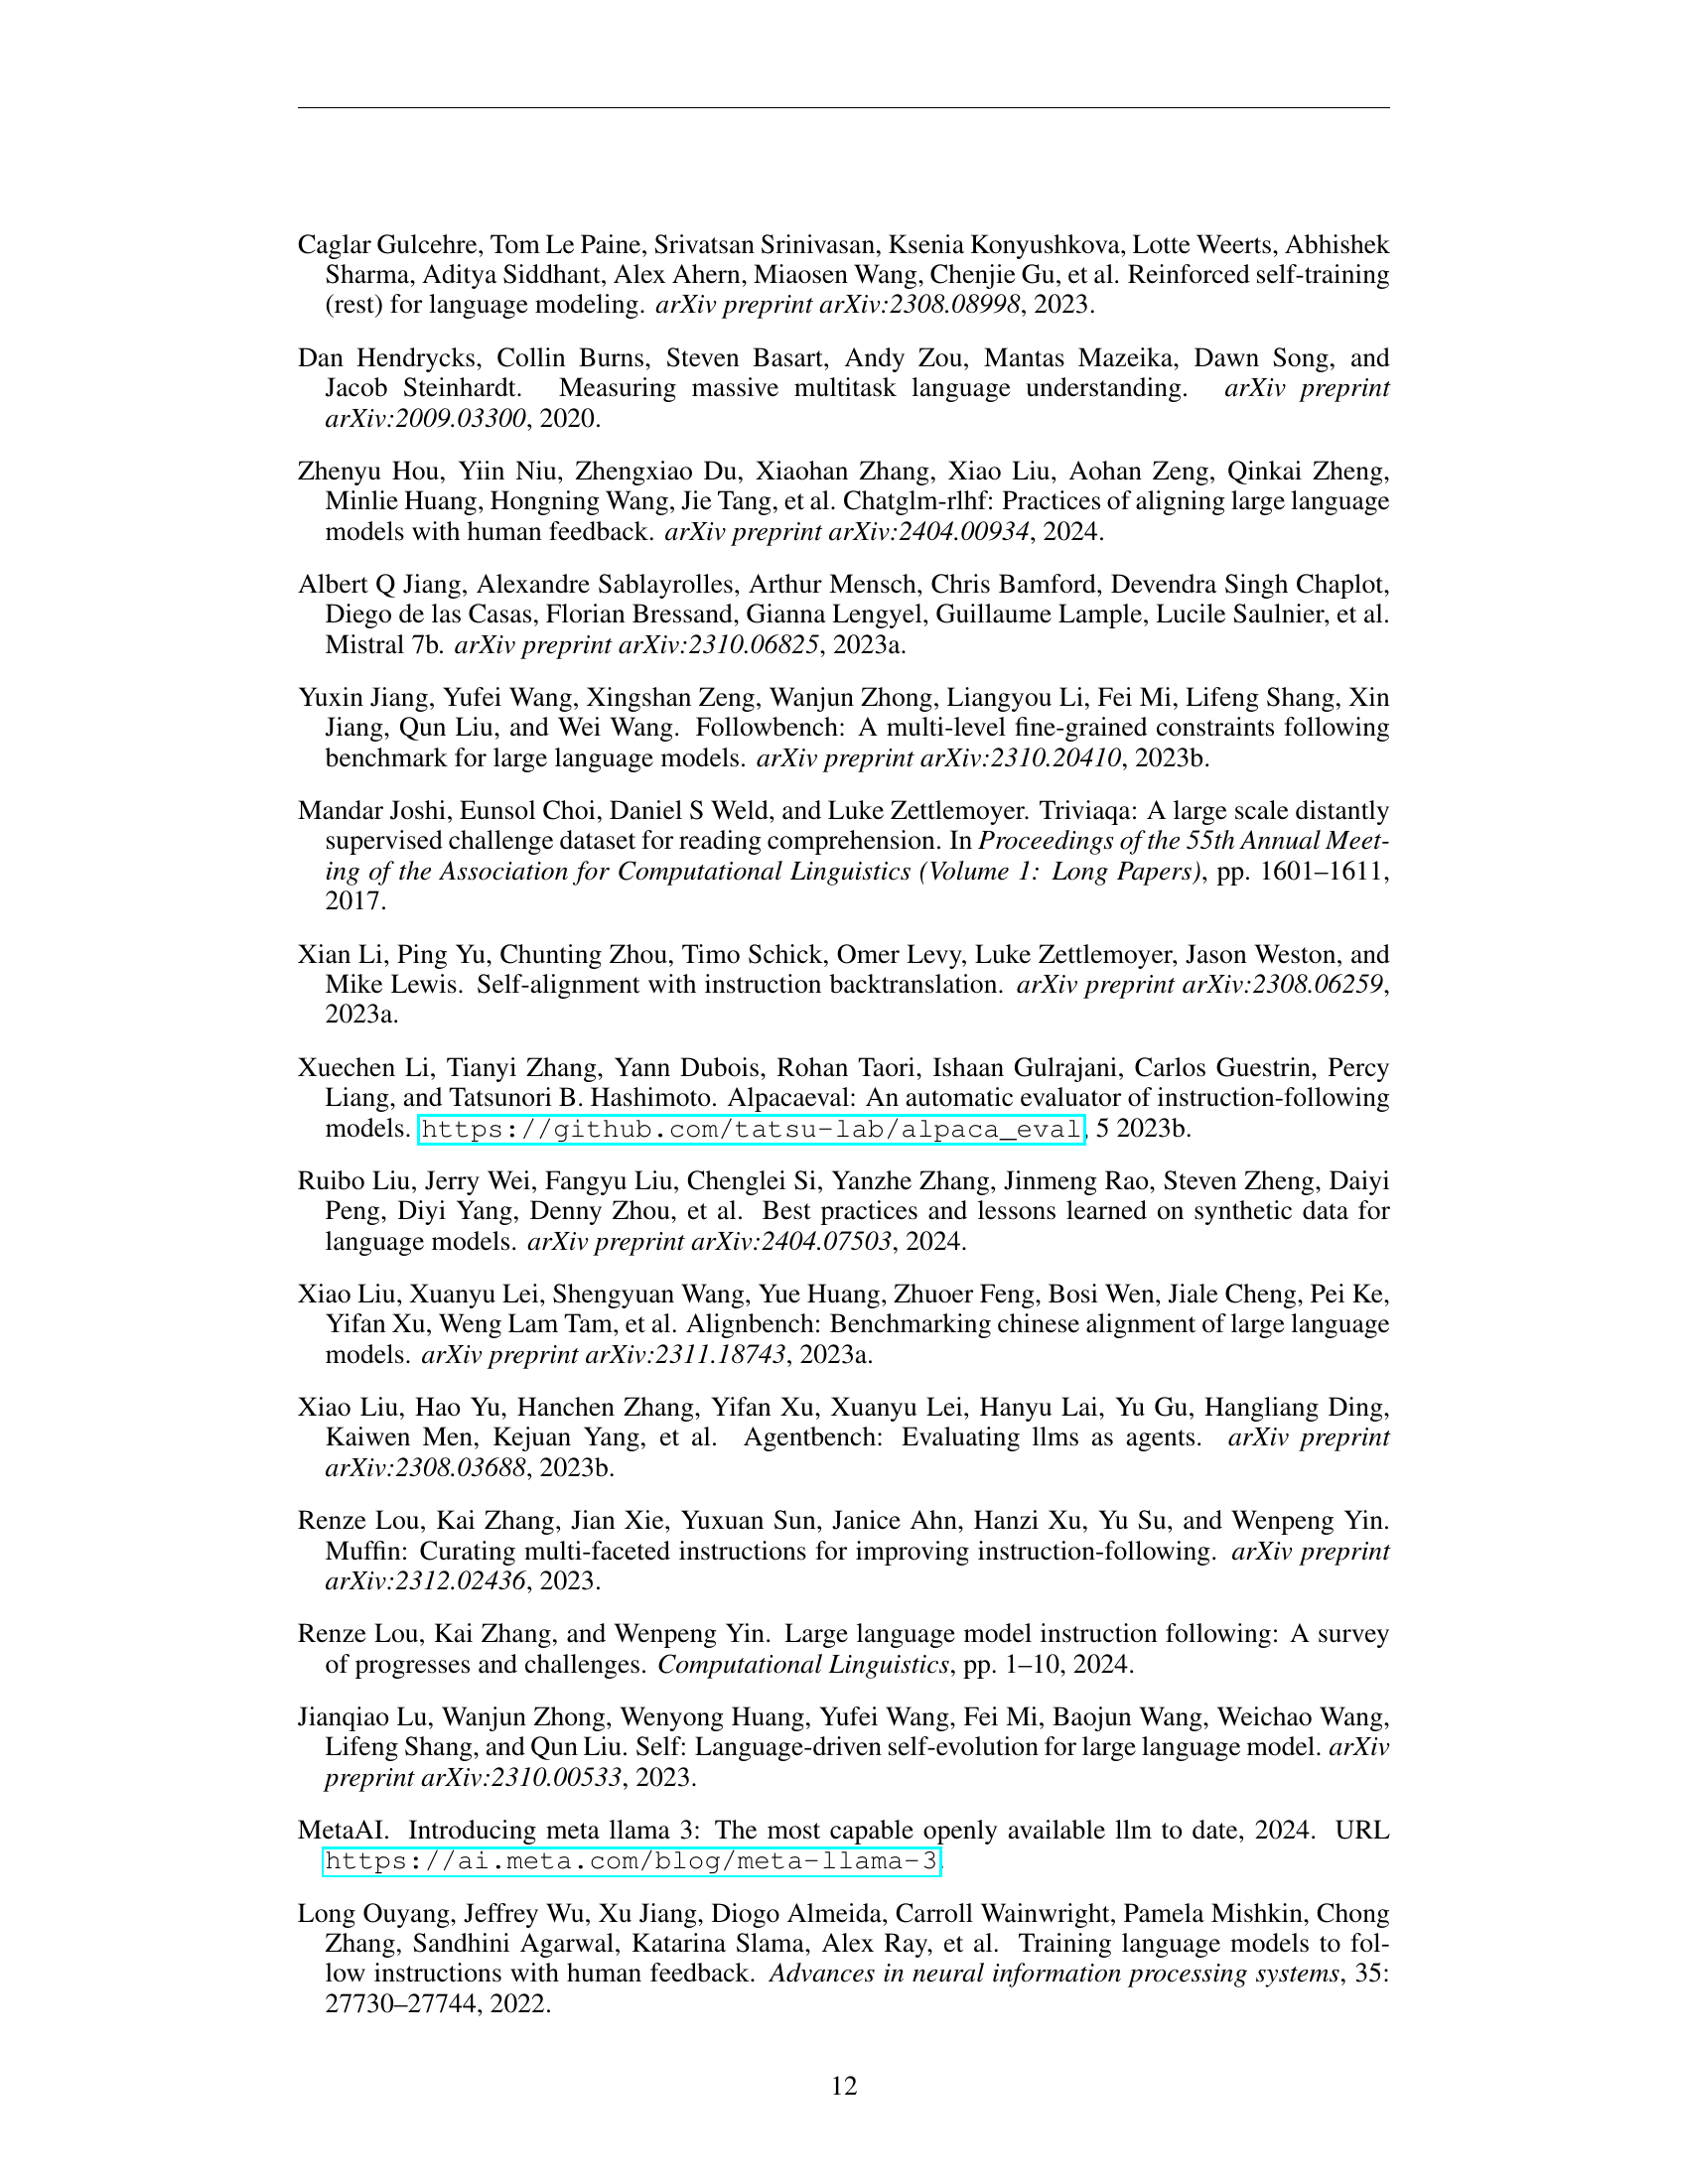 Caglar Gulcehre, Tom Le Paine, Srivatsan Srinivasan, Ksenia Konyushkova, Lotte Weerts, Abhishek
Sharma, Aditya Siddhant, Alex Ahern, Miaosen Wang, Chenjie Gu, et al. Reinforced self-training
(rest) for language modeling. arXiv preprint arXiv:2308.08998, 2023.
Dan Hendrycks, Collin Burns, Steven Basart, Andy Zou, Mantas Mazeika, Dawn Song, and
Jacob Steinhardt. Measuring massive multitask language understanding. arXiv preprint
arXiv:2009.03300, 2020.
Zhenyu Hou, Yiin Niu, Zhengxiao Du, Xiaohan Zhang, Xiao Liu, Aohan Zeng, Qinkai Zheng,
Minlie Huang, Hongning Wang, Jie Tang, et al. Chatglm-rlhf: Practices of aligning large language
models with human feedback. arXiv preprint arXiv:2404.00934, 2024.
Albert Q Jiang, Alexandre Sablayrolles, Arthur Mensch, Chris Bamford, Devendra Singh Chaplot,
Diego de las Casas, Florian Bressand, Gianna Lengyel, Guillaume Lample, Lucile Saulnier, et al.
Mistral 7b. arXiv preprint arXiv:2310.06825, 2023a.
Yuxin Jiang, Yufei Wang, Xingshan Zeng, Wanjun Zhong, Liangyou Li, Fei Mi, Lifeng Shang, Xin
Jiang, Qun Liu, and Wei Wang. Followbench: A multi-level fine-grained constraints following
benchmark for large language models. arXiv preprint arXiv:2310.20410, 2023b.
Mandar Joshi, Eunsol Choi, Daniel S Weld, and Luke Zettlemoyer. Triviaqa: A large scale distantly
supervised challenge dataset for reading comprehension. In Proceedings of the 55th Annual Meet-
ing of the Association for Computational Linguistics (Volume 1: Long Papers), pp. 1601–1611,
2017.
Xian Li, Ping Yu, Chunting Zhou, Timo Schick, Omer Levy, Luke Zettlemoyer, Jason Weston, and
Mike Lewis. Self-alignment with instruction backtranslation. arXiv preprint arXiv:2308.06259,
2023a.
Xuechen Li, Tianyi Zhang, Yann Dubois, Rohan Taori, Ishaan Gulrajani, Carlos Guestrin, Percy
Liang, and Tatsunori B. Hashimoto. Alpacaeval: An automatic evaluator of instruction-following
models. https://github.com/tatsu-lab/alpaca_eval, 5 2023b.
Ruibo Liu, Jerry Wei, Fangyu Liu, Chenglei Si, Yanzhe Zhang, Jinmeng Rao, Steven Zheng, Daiyi
Peng, Diyi Yang, Denny Zhou, et al. Best practices and lessons learned on synthetic data for
language models. arXiv preprint arXiv:2404.07503, 2024.
Xiao Liu, Xuanyu Lei, Shengyuan Wang, Yue Huang, Zhuoer Feng, Bosi Wen, Jiale Cheng, Pei Ke,
Yifan Xu, Weng Lam Tam, et al. Alignbench: Benchmarking chinese alignment of large language
models. arXiv preprint arXiv:2311.18743, 2023a.
Xiao Liu, Hao Yu, Hanchen Zhang, Yifan Xu, Xuanyu Lei, Hanyu Lai, Yu Gu, Hangliang Ding,
Kaiwen Men, Kejuan Yang, et al. Agentbench: Evaluating llms as agents. arXiv preprint
arXiv:2308.03688, 2023b.
Renze Lou, Kai Zhang, Jian Xie, Yuxuan Sun, Janice Ahn, Hanzi Xu, Yu Su, and Wenpeng Yin.
Muffin: Curating multi-faceted instructions for improving instruction-following. arXiv preprint
arXiv:2312.02436, 2023.
Renze Lou, Kai Zhang, and Wenpeng Yin. Large language model instruction following: A survey
of progresses and challenges. Computational Linguistics, pp. 1–10, 2024.
Jianqiao Lu, Wanjun Zhong, Wenyong Huang, Yufei Wang, Fei Mi, Baojun Wang, Weichao Wang,
Lifeng Shang, and Qun Liu. Self: Language-driven self-evolution for large language model. arXiv
preprint arXiv:2310.00533, 2023.
MetaAI. Introducing meta llama 3: The most capable openly available llm to date, 2024. URL
https://ai.meta.com/blog/meta-llama-3.
Long Ouyang, Jeffrey Wu, Xu Jiang, Diogo Almeida, Carroll Wainwright, Pamela Mishkin, Chong
Zhang, Sandhini Agarwal, Katarina Slama, Alex Ray, et al. Training language models to fol-
low instructions with human feedback. Advances in neural information processing systems, 35:
27730–27744, 2022.
12